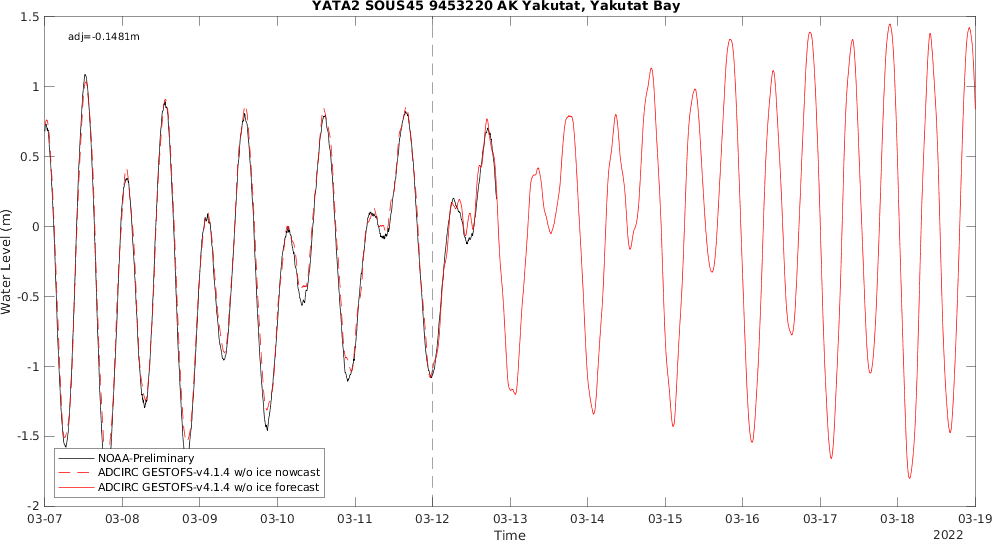 YATA2 SOUS45 9453220 AK Yakutat, Yakutat Bay
adj=-0.1481m
1.5
1
0.5
0
-0.5
-1
-1.5
-2
Water Level (m)
NOAA-Preliminary
ADCIRC GESTOFS-v4.1.4 w/o ice nowcast
ADCIRC GESTOFS-v4.1.4 w/o ice forecast
03-07 03-08 03-09 03-10 03-11 03-12 03-13 03-14 03-15 03-16 03-17 03-18 03-19
Time
2022